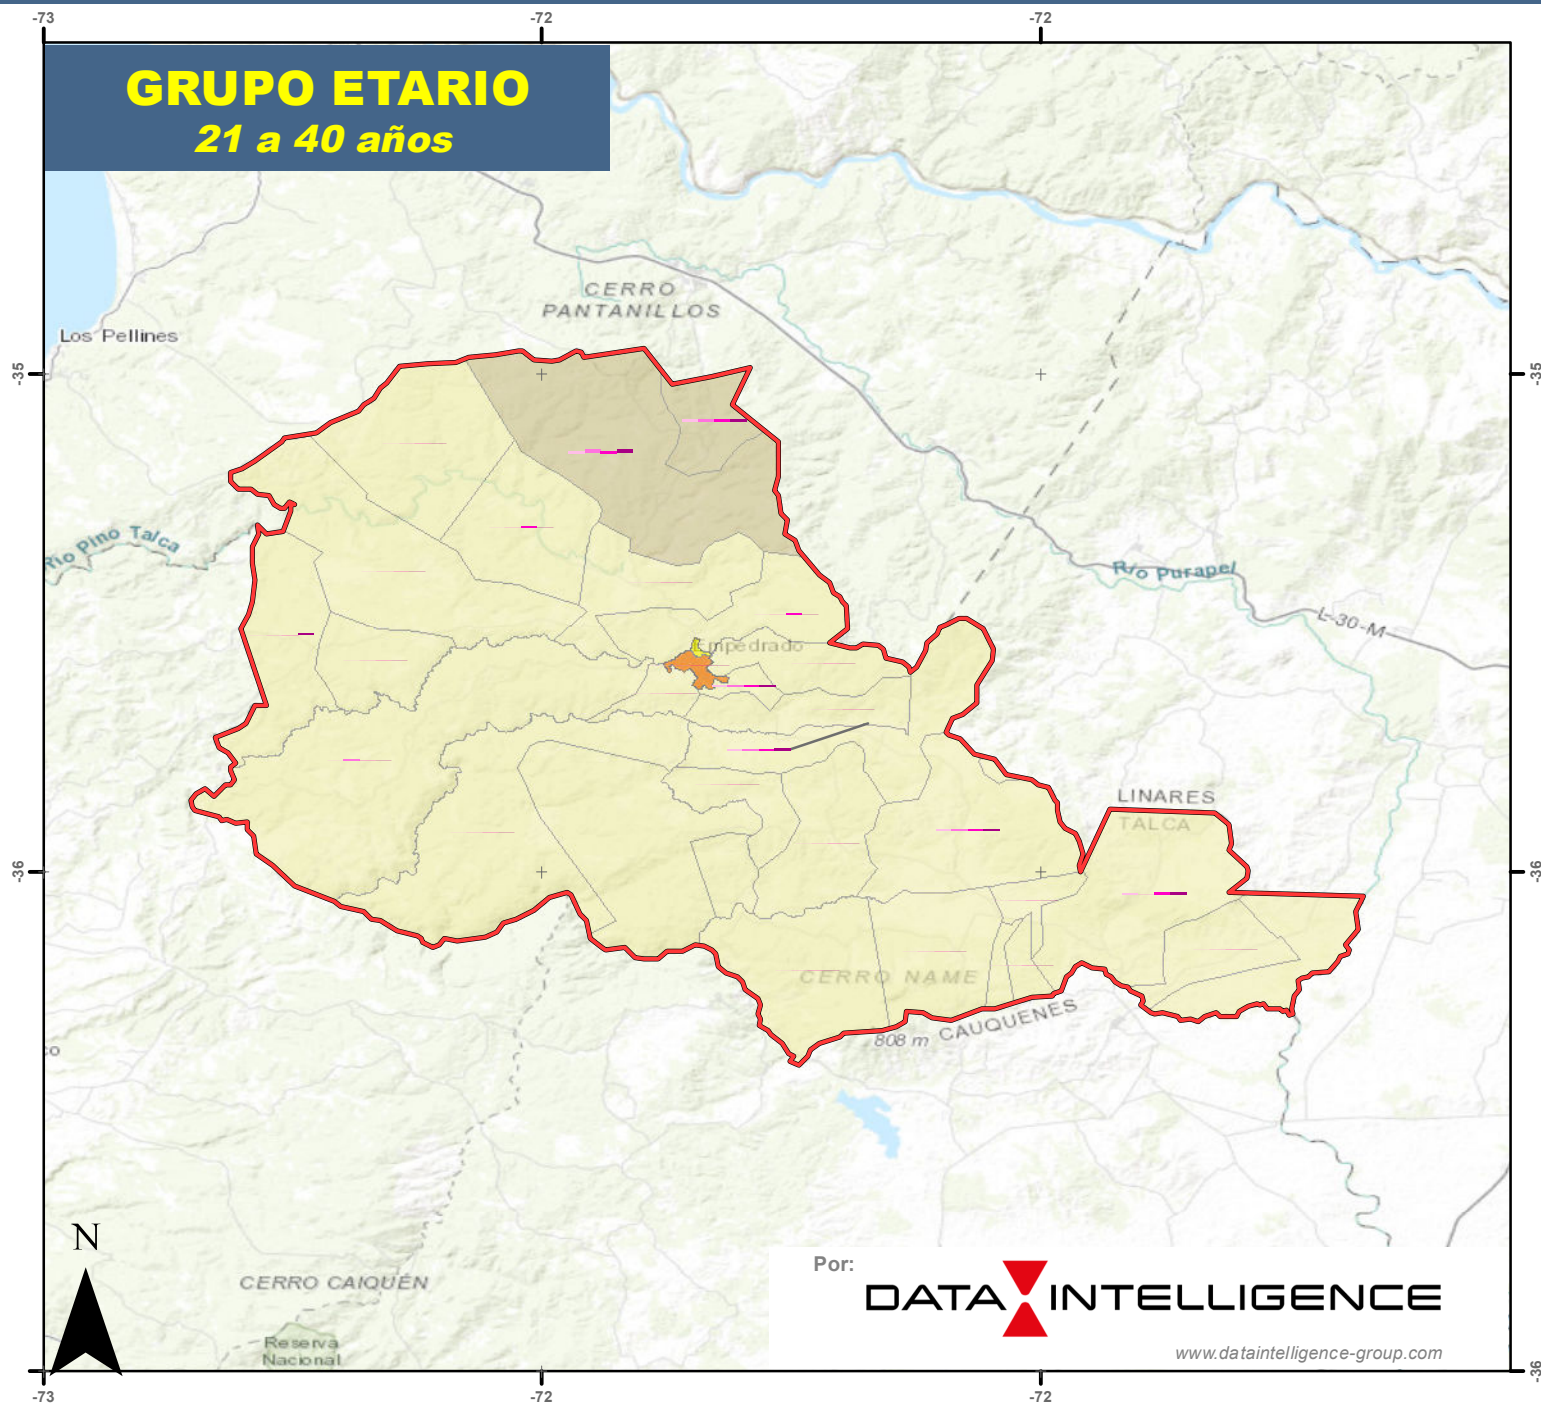 -73
-72
-72
GRUPO ETARIO
21 a 40 años
CERRO
PANTANILLOS
Los Pellines
-35
-35
Río Pino Talca
Río Purapel
L-30-M
Empedrado
LINARES
TALCA
-36
-36
CERRO NAME
CAUQUENES
808 m
co
N
CERRO CAIQUÉN
Reserva
Nacional
Por:
DATA INTELLIGENCE
www.dataintelligence-group.com
-36
-73
-72
-72